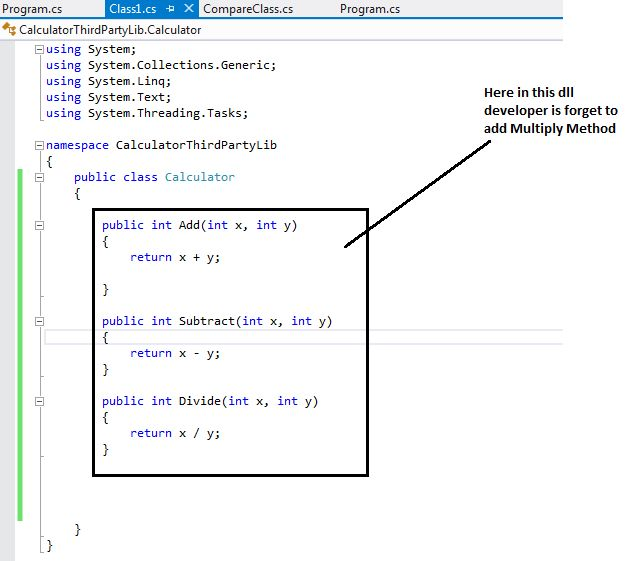 Program.cs Class1.cs CompareClass.cs Program.cs
CalculatorThirdPartyLib.Calculator
using System;
using System.Collections.Generic;
using System.Linq;
using System.Text;
using System.Threading.Tasks;
Here in this dll
developer is forget to
add Multiply Method
namespace CalculatorThirdPartyLib
{
public class Calculator
{
public int Add(int x, int y)
{
return x + y;
}
public int Subtract(int x, int y)
{
return x - y;
}
public int Divide(int x, int y)
{
return x / y;
}
}
}